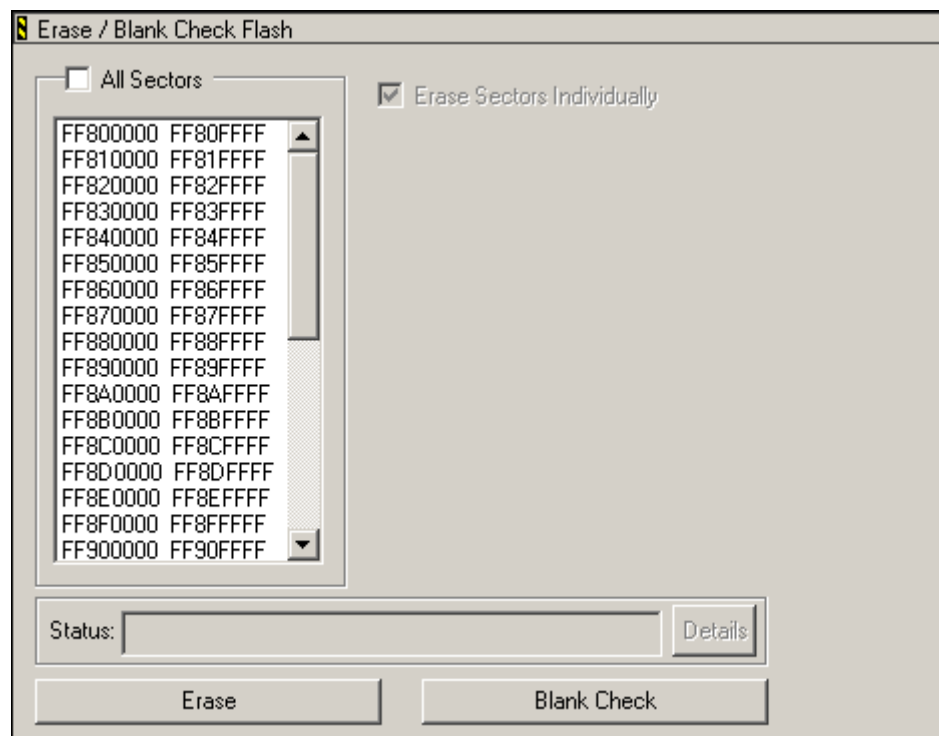 Erase / Blank Check Flash
All Sectors
Erase Sectors Individually
FF800000 FF80FFFF
FF810000 FF81FFFF
FF820000 FF82FFFF
FF830000 FF83FFFF
FF840000 FF84FFFF
FF850000 FF85FFFF
FF860000 FF86FFFF
FF870000 FF87FFFF
FF880000 FF88FFFF
FF890000 FF89FFFF
FF8A0000 FF8AFFFF
FF8B0000 FF8BFFFF
FF8C0000 FF8CFFFF
FF8D0000 FF8DFFFF
FF8E0000 FF8EFFFF
FF8F0000 FF8FFFFF
FF900000 FF90FFFF
Status:
Details
Erase
Blank Check